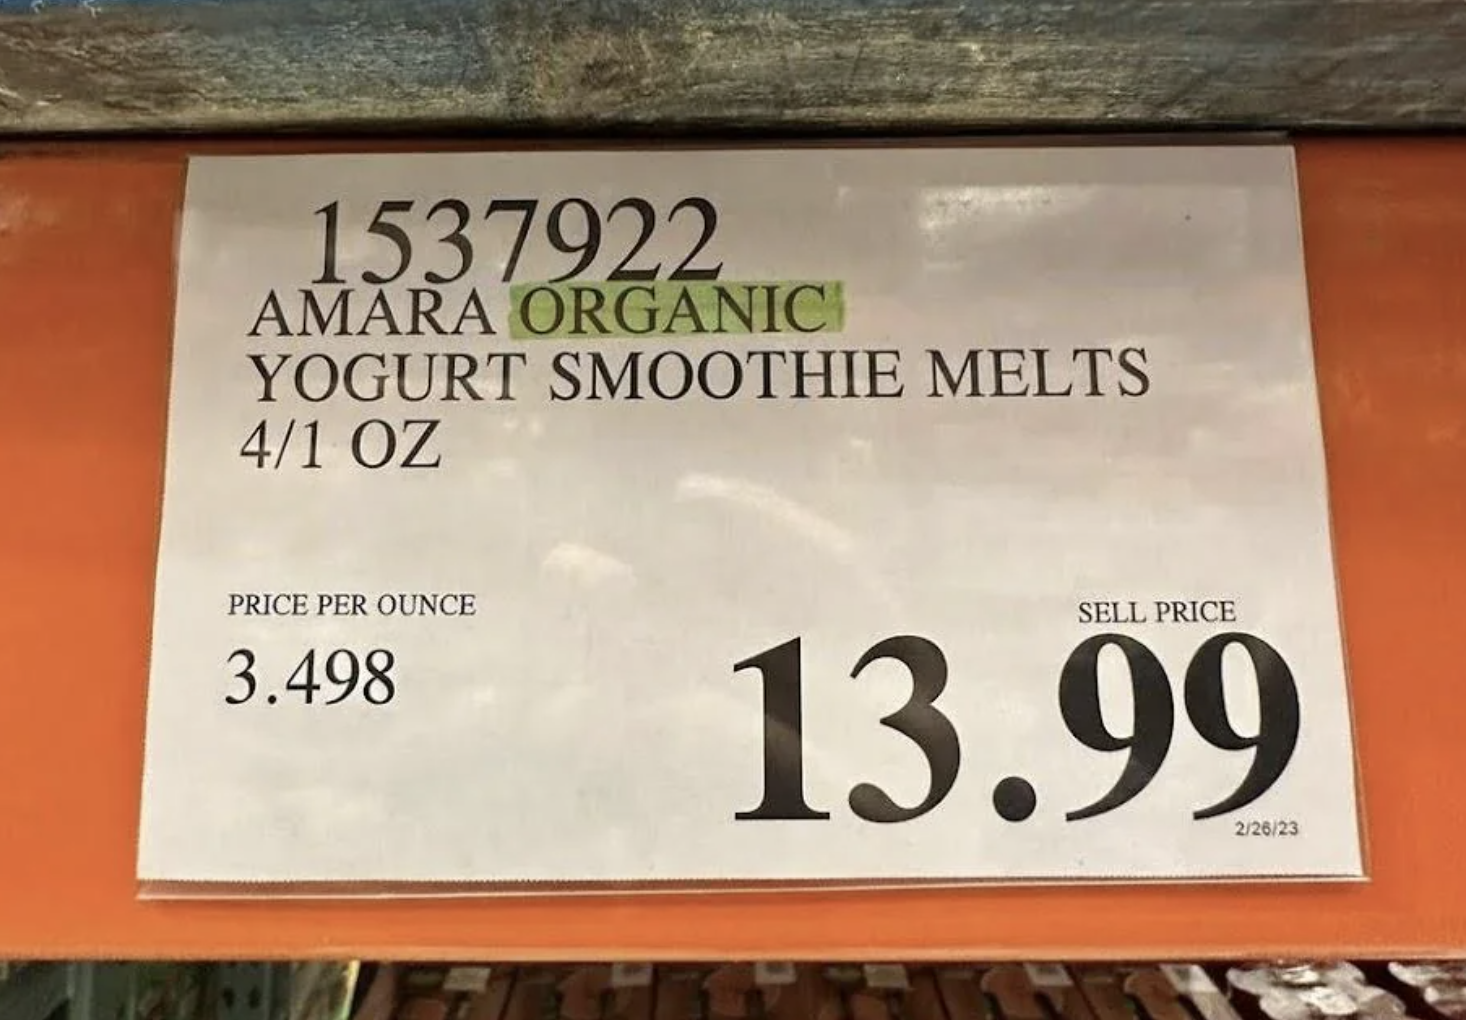 1537922
AMARA ORGANIC
YOGURT SMOOTHIE MELTS
4/1 OZ
PRICE PER OUNCE
3.498
SELL PRICE
13.99
2/26/23